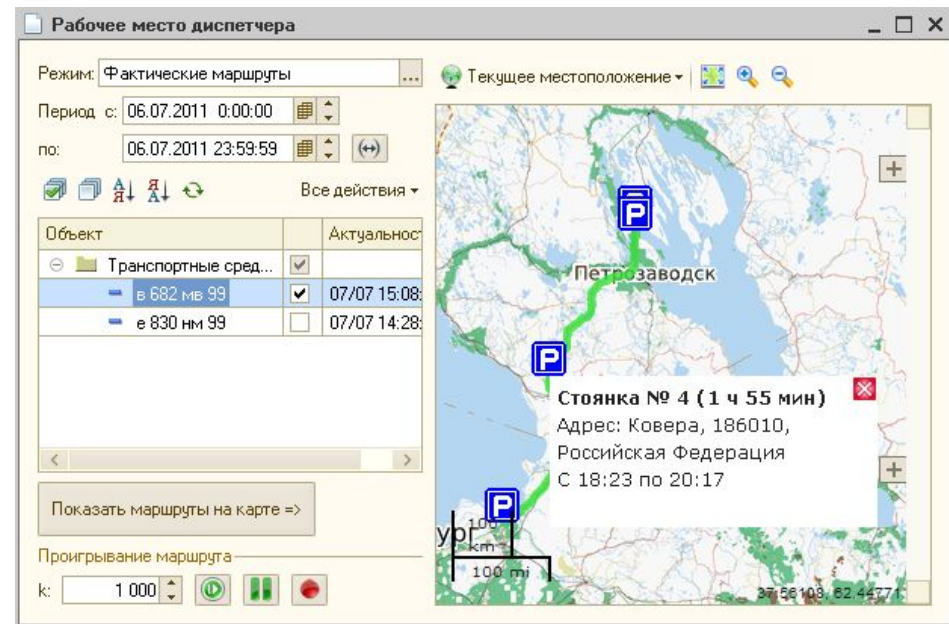 Рабочее место диспетчера
Режим: Фактические маршруты ...
Текущее местоположение
Период с: 06.07.2011 0:00:00
по: 06.07.2011 23:59:59
Все действия
Объект Актуальнос
Транспортные сред...
в 682 мв 99 07/07 15:08:
е 830 нм 99 07/07 14:28:
Показать маршруты на карте =>
Проигрывание маршрута
k: 1 000
P
Петрозаводск
P
Стоянка № 4 (1 ч 55 мин)
Адрес: Ковера, 186010,
Российская Федерация
С 18:23 по 20:17
P
ург
100
km
100 mi
37.56108, 62.44771